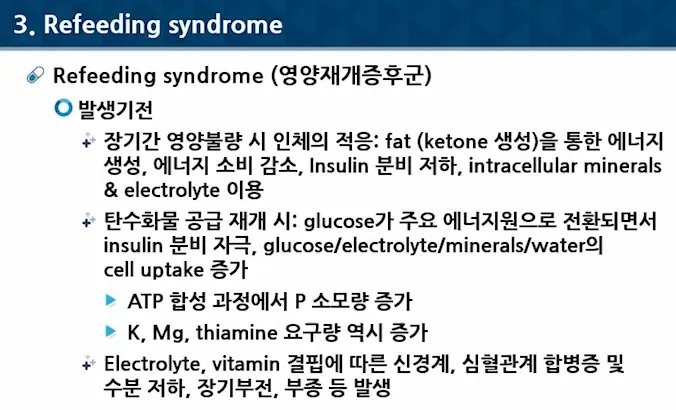 3. Refeeding syndrome
Refeeding syndrome (영양재개증후군)
발생기전
장기간 영양불량 시 인체의 적응: fat (ketone 생성)을 통한 에너지
생성, 에너지 소비 감소, Insulin 분비 저하, intracellular minerals
& electrolyte 이용
탄수화물 공급 재개 시: glucose가 주요 에너지원으로 전환되면서
insulin 분비 자극, glucose/electrolyte/minerals/water의
cell uptake 증가
ATP 합성 과정에서 P 소모량 증가
K, Mg, thiamine 요구량 역시 증가
Electrolyte, vitamin 결핍에 따른 신경계, 심혈관계 합병증 및
수분 저하, 장기부전, 부종 등 발생